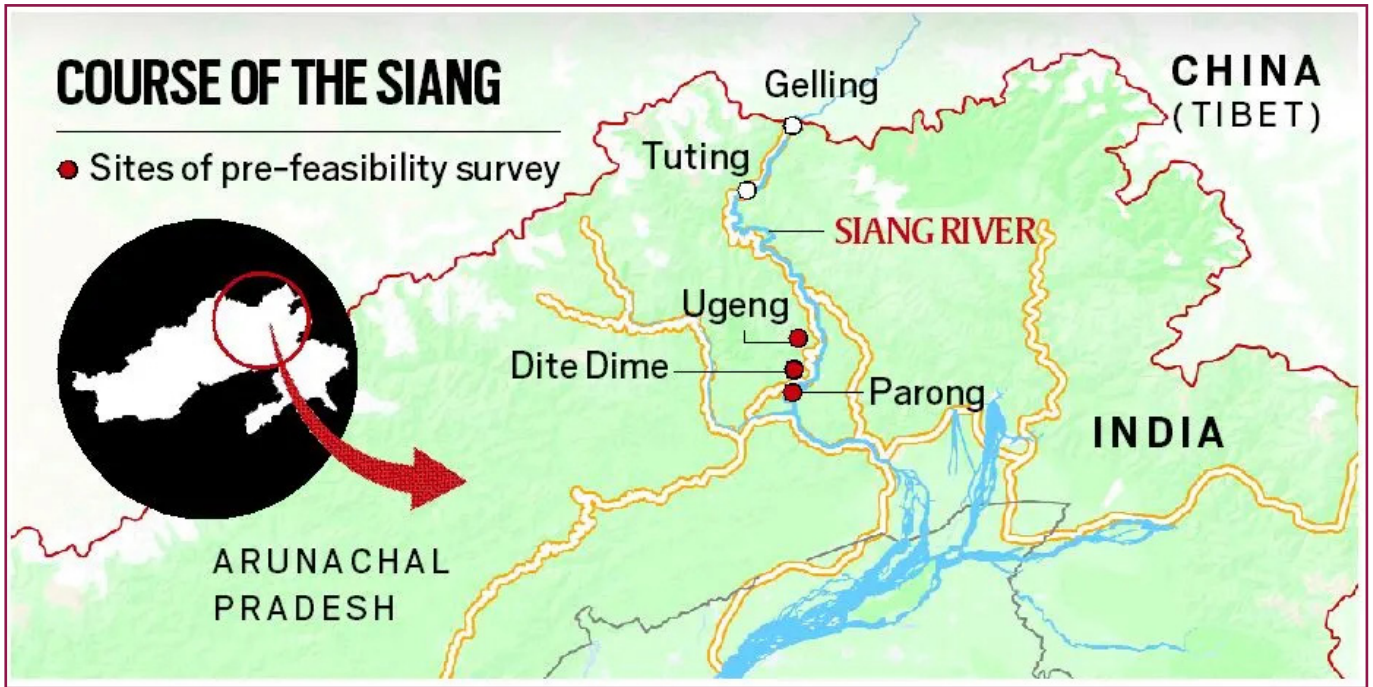 COURSE OF THE SIANG
Sites of pre-feasibility survey
Gelling
CHINA
(TIBET)
Tuting
SIANG RIVER
Ugeng
Dite Dime
Parong
INDIA
ARUNACHAL
PRADESH